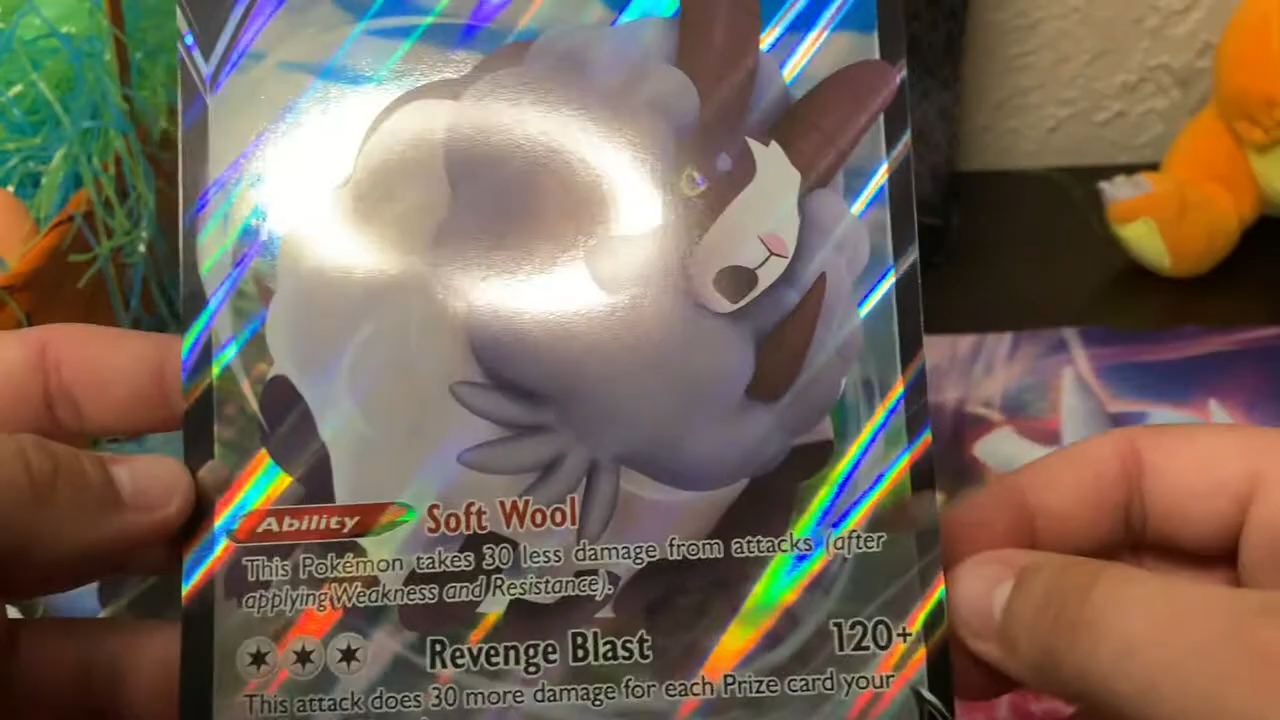 Ability Soft Wool
This Pokémon takes 30 less damage from attacks (after
applying Weakness and Resistance).
Revenge Blast 120+
This attack does 30 more damage for each Prize card your